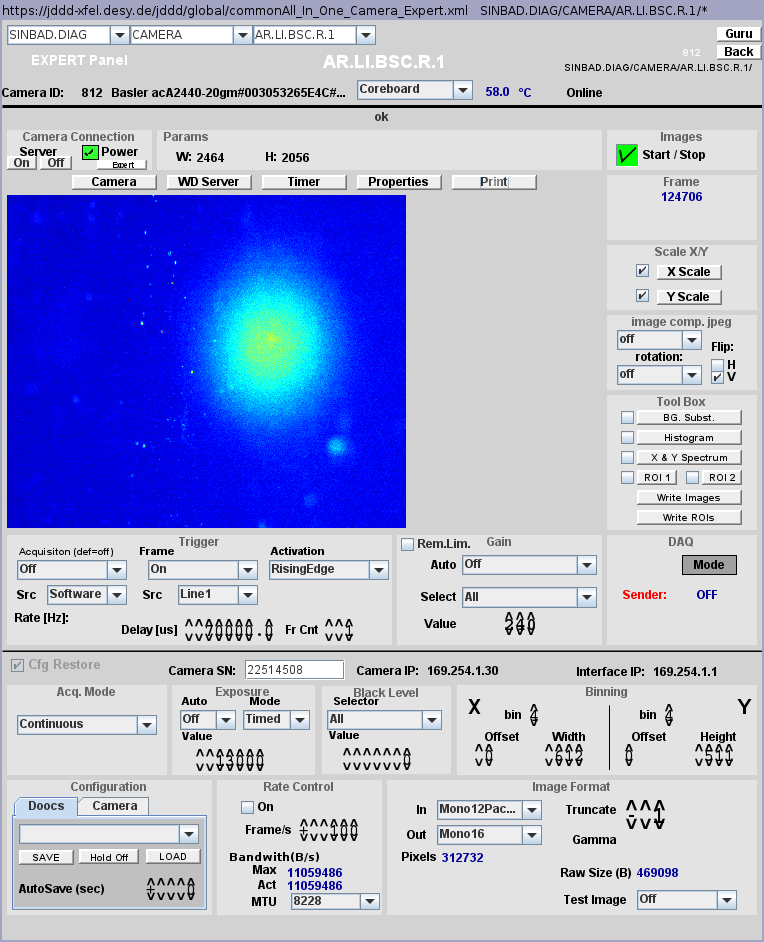 https://jddd-xfel.desy.de/jddd/global/commonAll_In_One_Camera_Expert.xml SINBAD.DIAG/CAMERA/AR.LI.BSC.R.1/*
SINBAD.DIAG CAMERA AR.LI.BSC.R.1 Guru
EXPERT Panel AR.LI.BSC.R.1 812 Back
SINBAD.DIAG/CAMERA/AR.LI.BSC.R.1/
Camera ID: 812 Basler acA2440-20gm#003053265E4C#... Coreboard 58.0 °C Online
ok
Camera Connection Params Images
Server Power W: 2464 H: 2056 Start / Stop
On Off Expert
Camera WD Server Timer Properties Print Frame
124706
Scale X/Y
X Scale
Y Scale
image comp. jpeg
off Flip:
rotation: H
off V
Tool Box
BG. Subst.
Histogram
X & Y Spectrum
ROI 1 ROI 2
Write Images
Write ROIs
Trigger Rem.Lim. Gain DAQ
Acquisiton (def=off) Frame Activation
Off On RisingEdge Auto Off Mode
Src Software Src Line1 Select All Sender: OFF
Rate [Hz]: Delay [us] 70000.0 Fr Cnt 1 Value 240
Cfg Restore Camera SN: 22514508 Camera IP: 169.254.1.30 Interface IP: 169.254.1.1
Acq. Mode Exposure Black Level Binning
Auto Mode Selector X bin 4 bin 4 Y
Continuous Off Timed All
Value Value Offset Width Offset Height
13000 0 0 612 0 511
Configuration Rate Control Image Format
Doocs Camera On In Mono12Pac... Truncate -1
Frame/s + 100 Out Mono16 Gamma
SAVE Hold Off LOAD Bandwith(B/s) Pixels 312732
Max 11059486
Act 11059486 Raw Size (B) 469098
AutoSave (sec) + 0 MTU 8228 Test Image Off